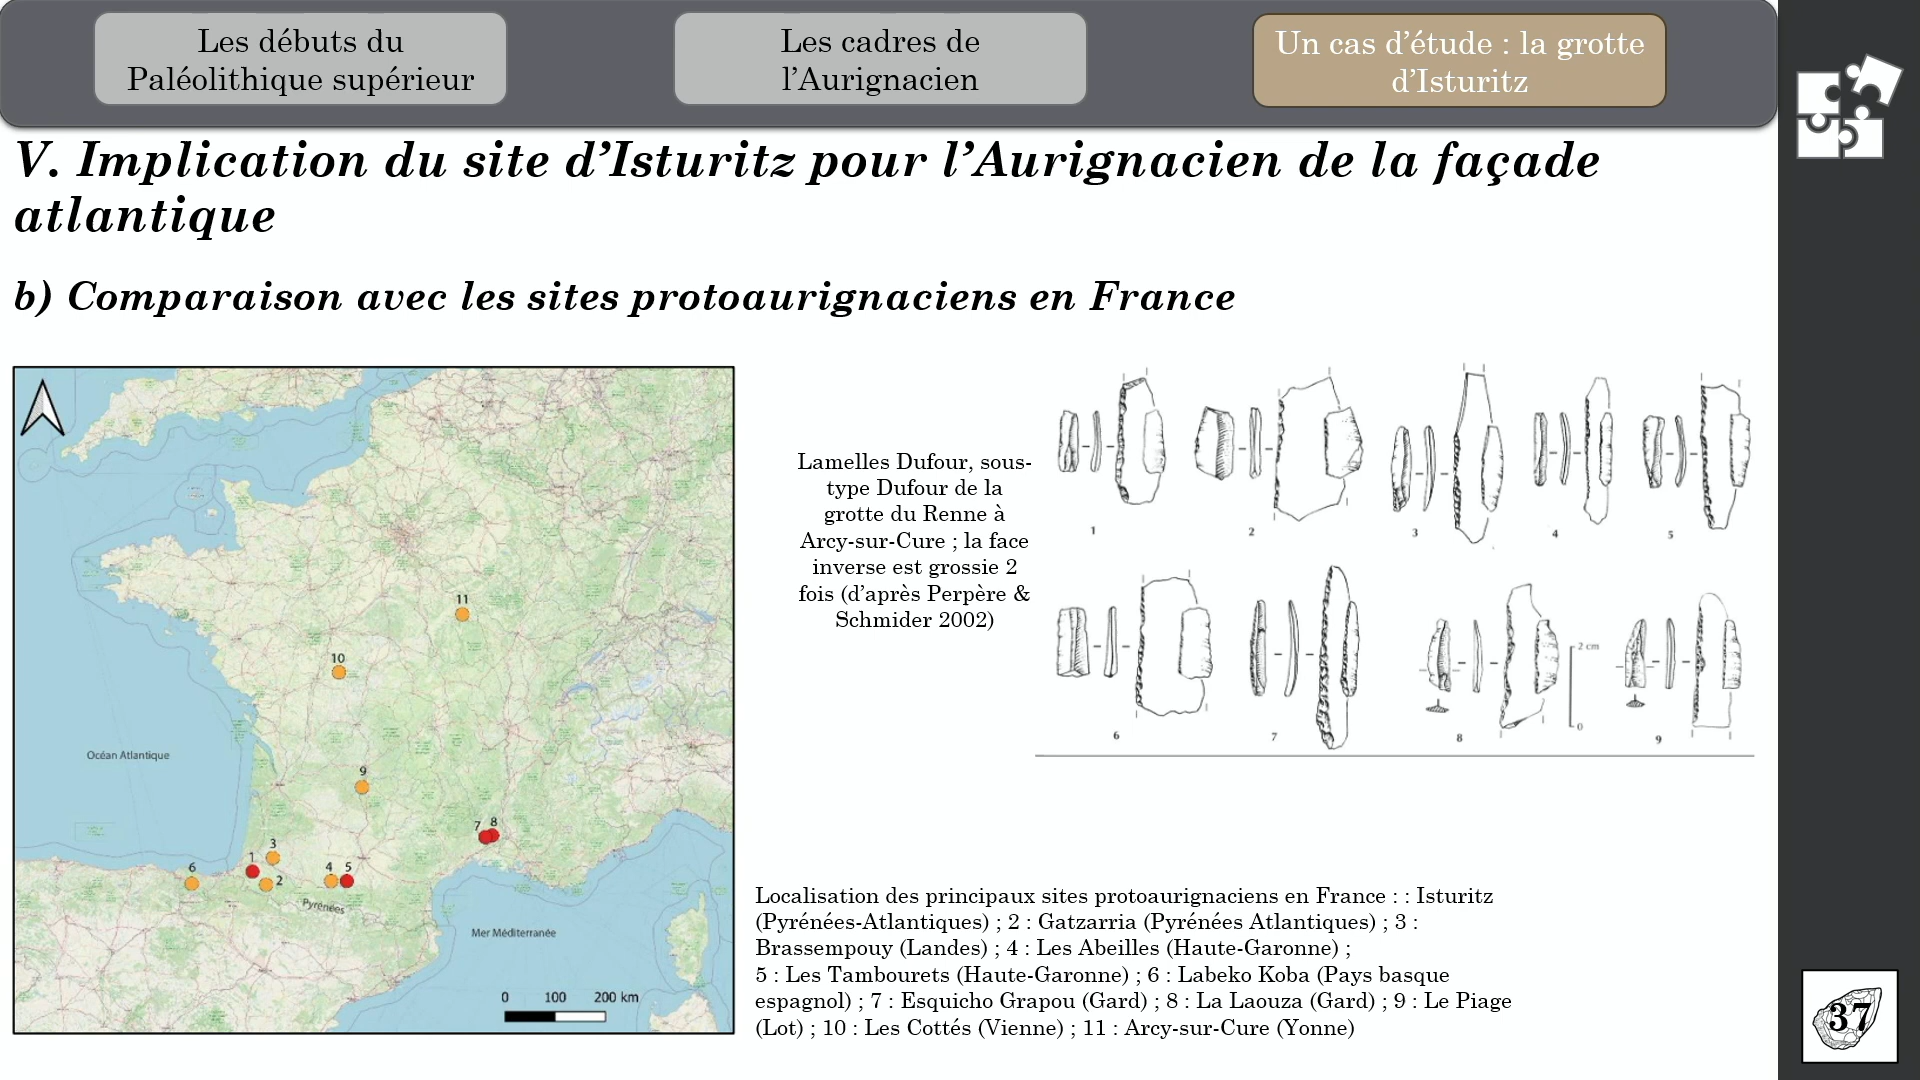 Les débuts du
Paléolithique supérieur
Les cadres de
l’Aurignacien
Un cas d’étude : la grotte
d’Isturitz
V. Implication du site d’Isturitz pour l’Aurignacien de la façade
atlantique
b) Comparaison avec les sites protoaurignaciens en France
11
10
Océan Atlantique
9
7 8
3
1
2
4 5
6
Pyrénées
Mer Méditerranée
0 100 200 km
Lamelles Dufour, sous-
type Dufour de la
grotte du Renne à
Arcy-sur-Cure ; la face
inverse est grossie 2
fois (d’après Perpère &
Schmider 2002)
1 2 3 4 5
2 cm
0
6 7 8 9
Localisation des principaux sites protoaurignaciens en France : : Isturitz
(Pyrénées-Atlantiques) ; 2 : Gatzarria (Pyrénées Atlantiques) ; 3 :
Brassempouy (Landes) ; 4 : Les Abeilles (Haute-Garonne) ;
5 : Les Tambourets (Haute-Garonne) ; 6 : Labeko Koba (Pays basque
espagnol) ; 7 : Esquicho Grapou (Gard) ; 8 : La Laouza (Gard) ; 9 : Le Piage
(Lot) ; 10 : Les Cottés (Vienne) ; 11 : Arcy-sur-Cure (Yonne)
37